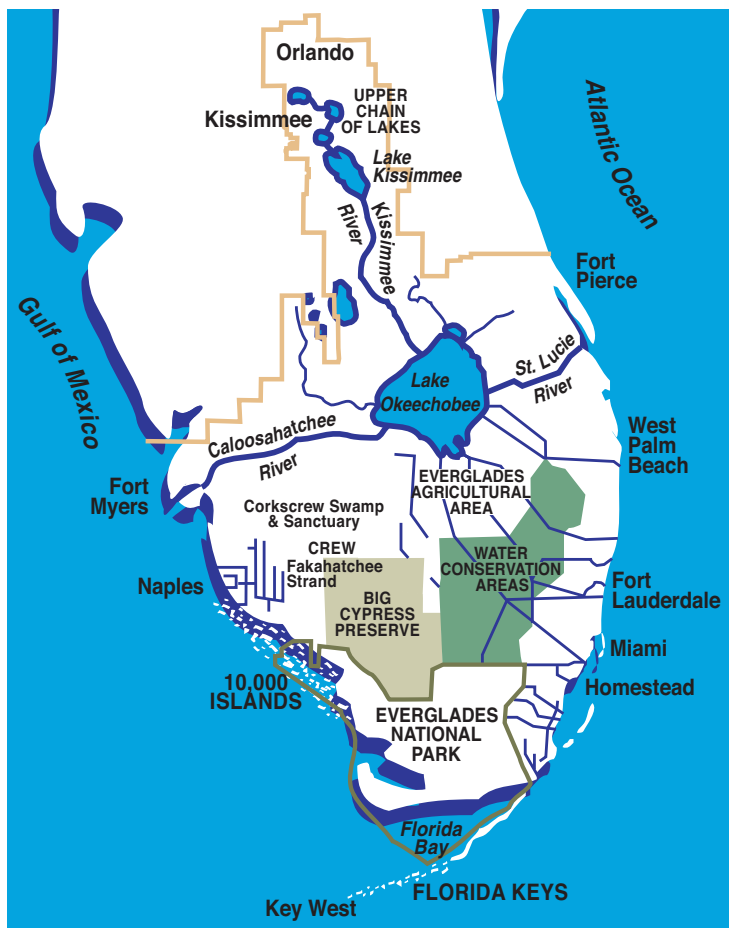 Orlando
UPPER
CHAIN
OF LAKES
Kissimmee
Lake
Kissimmee
Atlantic Ocean
Kissimmee
River
Fort
Pierce
Gulf of Mexico
St. Lucie
River
Lake
Okeechobee
Caloosahatchee
River
West
Palm
Beach
Fort
Myers
EVERGLADES
AGRICULTURAL
AREA
Corkscrew Swamp
& Sanctuary
CREW
Fakahatchee
Strand
WATER
CONSERVATION
AREAS
Naples
BIG
CYPRESS
PRESERVE
Fort
Lauderdale
Miami
10,000
ISLANDS
Homestead
EVERGLADES
NATIONAL
PARK
Florida
Bay
FLORIDA KEYS
Key West